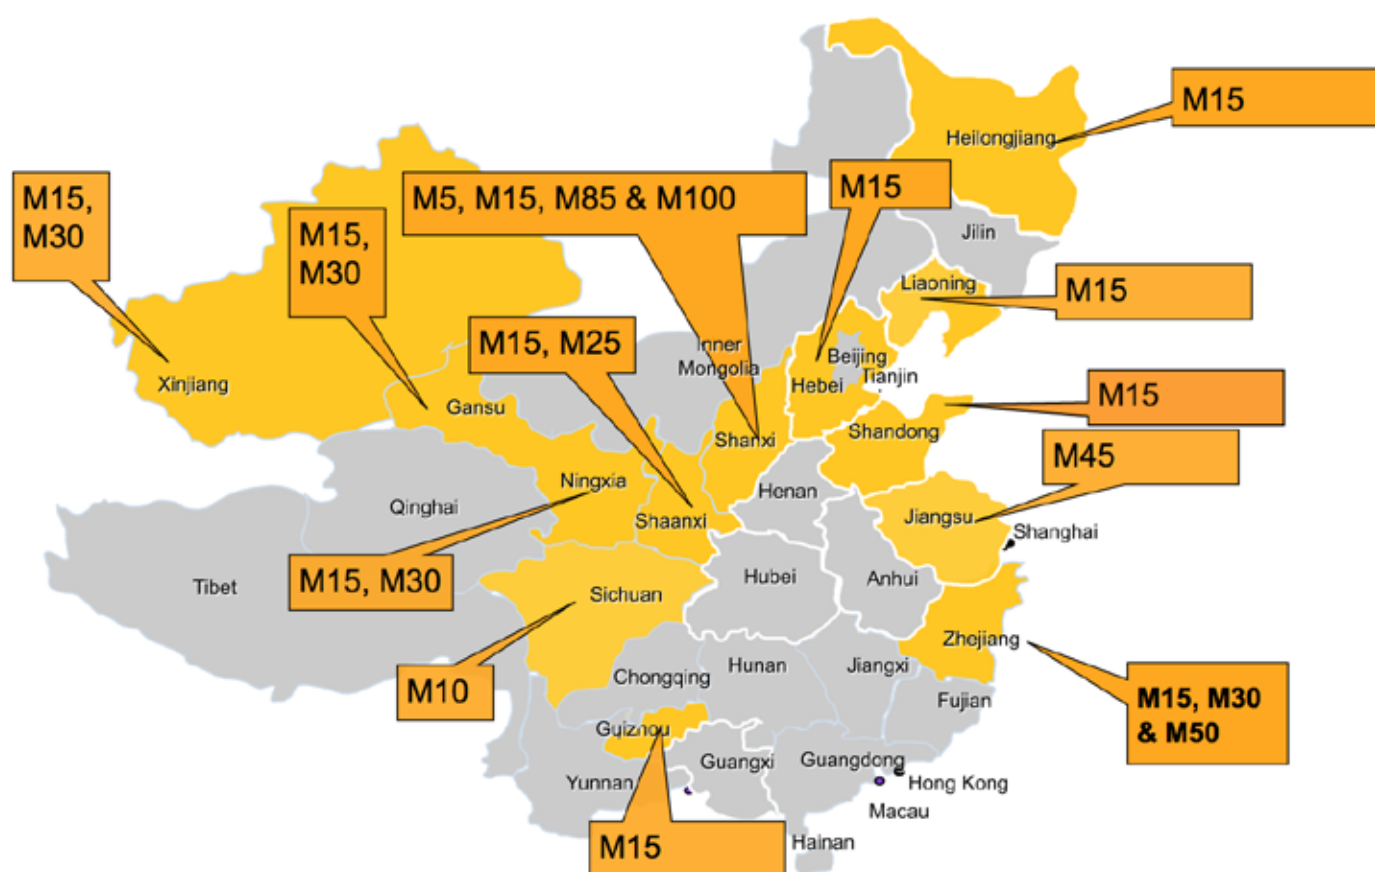 M15
Heilongjiang
M15,
M30
M5, M15, M85 & M100
M15
M15,
M30
Jilin
Liaoning
M15
M15, M25
Inner
Mongolia
Beijing
Tianjin
Hebei
Xinjiang
Gansu
M15
Shanxi
Shandong
M45
Ningxia
Henan
Qinghai
Shaanxi
Jiangsu
Shanghai
M15, M30
Hubei
Anhui
Tibet
Sichuan
Zhejiang
M10
Chongqing
Hunan
Jiangxi
Fujian
M15, M30
& M50
Guiznou
Yunnan
Guangxi
Guangdong
Hong Kong
Macau
M15
Hainan